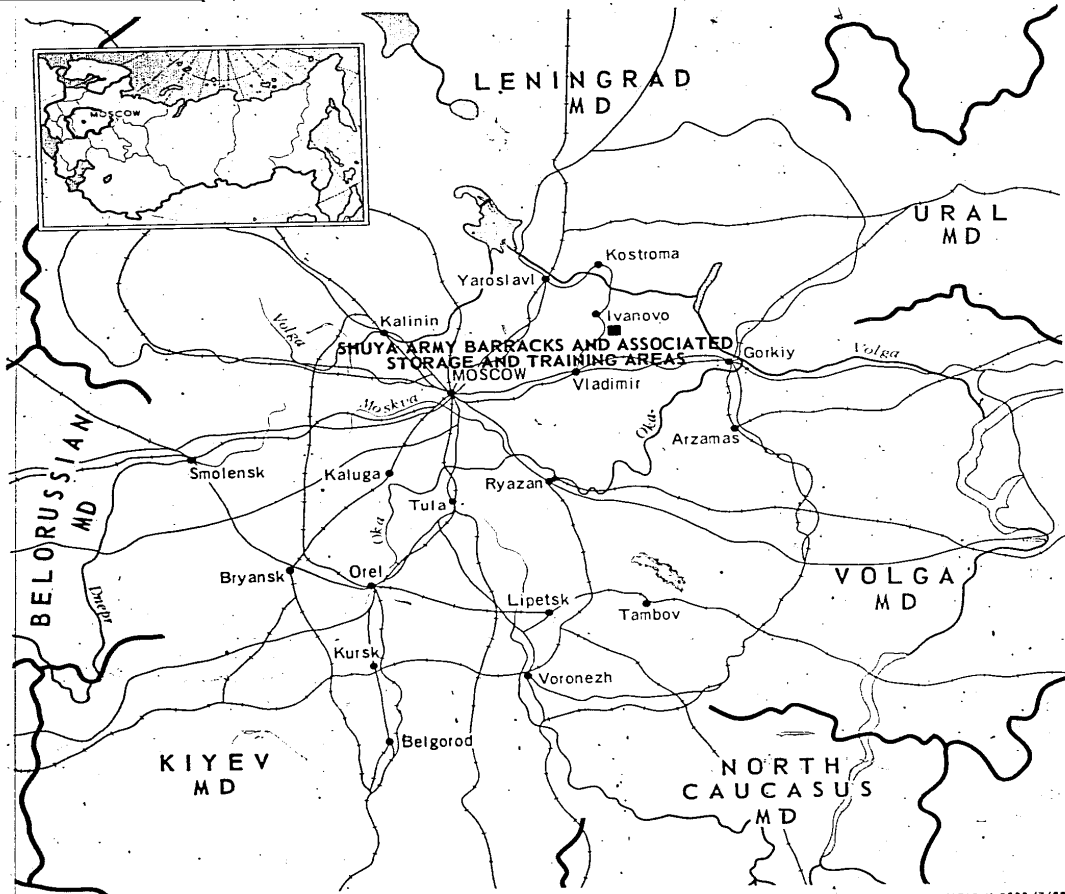 LENINGRAD
MD
MOSCOW
URAL
MD
Kostroma
Yaroslavl
Ivanovo
Kalinin
Volga
SHUYA ARMY BARRACKS AND ASSOCIATED
STORAGE AND TRAINING AREAS
Gorkiy
Volga
MOSCOW
Vladimir
Moskva
Oka
Arzamas
BELORUSSIAN
MD
Smolensk
Kaluga
Ryazan
Tula
Oka
Bryansk
Orel
Dnepr
Lipetsk
Tambov
VOLGA
MD
Kursk
Voronezh
Belgorod
KIYEV
MD
NORTH
CAUCASUS
MD